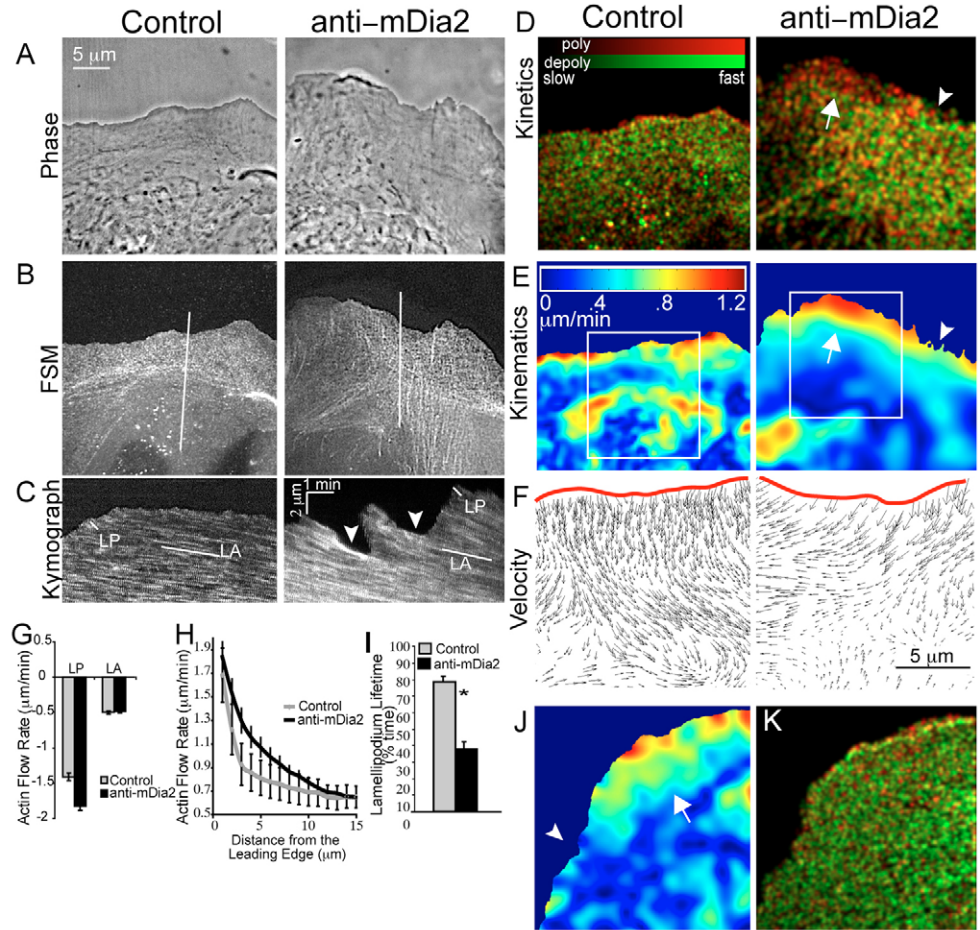 Control
anti–mDia2
A
5 µm
Phase
B
FSM
C
Kymograph
LP
LA
2 µm
1 min
LP
LA
D
Control
anti–mDia2
Kinetics
poly
depoly
slow
fast
E
Kinematics
0 .4 .8 1.2
µm/min
F
Velocity
5 µm
G
Actin Flow Rate (µm/min)
0.5
0
-0.5
-1
-1.5
-2
LP
LA
Control
anti-mDia2
H
Actin Flow Rate (µm/min)
1.9
1.7
1.5
1.3
1.1
0.9
0.7
0.5
Control
anti-mDia2
0 5 10 15
Distance from the
Leading Edge (µm)
I
Control
anti-mDia2
Lamellipodium Lifetime
(% time)
100
90
80
70
60
50
40
30
20
10
0
*
J
K